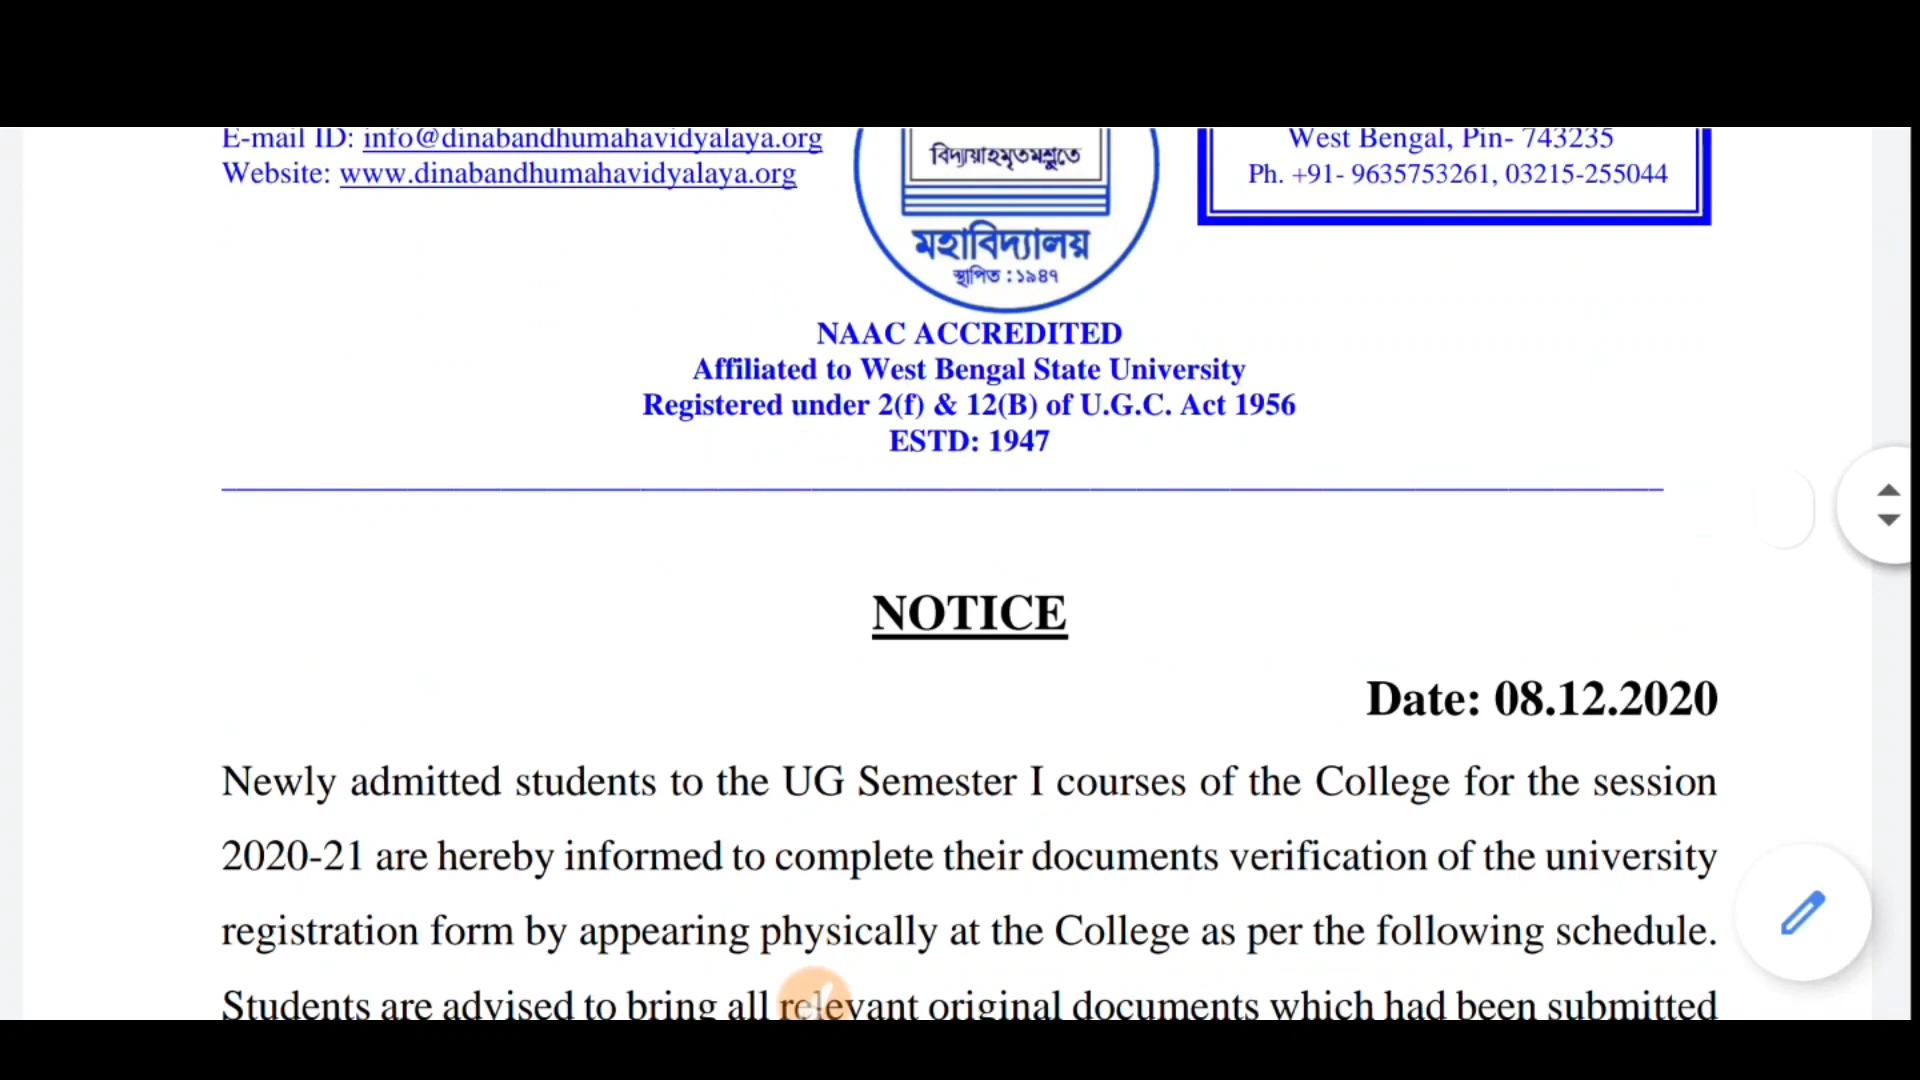 E-mail ID: info@dinabandhumahavidyalaya.org
Website: www.dinabandhumahavidyalaya.org
বিদ্যায়াহমৃতমশ্নুতে
মহাবিদ্যালয়
স্থাপিত : ১৯৪৭
West Bengal, Pin- 743235
Ph. +91- 9635753261, 03215-255044
NAAC ACCREDITED
Affiliated to West Bengal State University
Registered under 2(f) & 12(B) of U.G.C. Act 1956
ESTD: 1947
NOTICE
Date: 08.12.2020
Newly admitted students to the UG Semester I courses of the College for the session
2020-21 are hereby informed to complete their documents verification of the university
registration form by appearing physically at the College as per the following schedule.
Students are advised to bring all relevant original documents which had been submitted